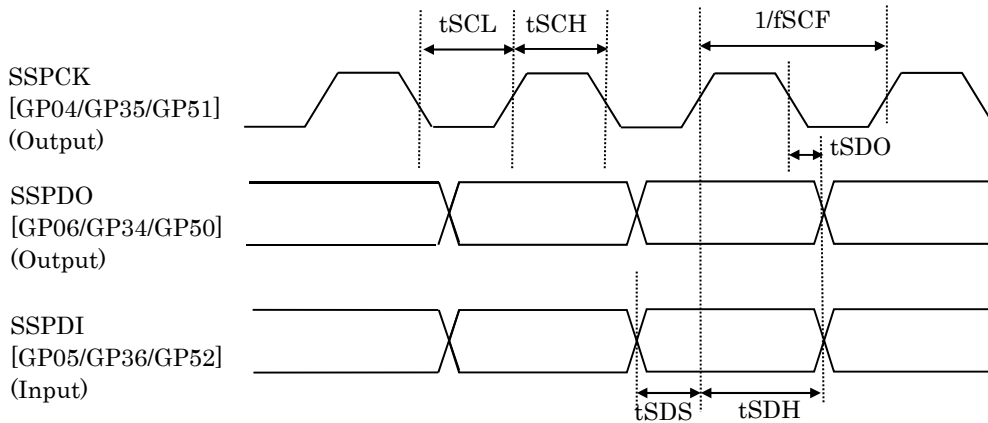 tSCL
tSCH
1/fSCF
SSPCK
[GP04/GP35/GP51]
(Output)
tSDO
SSPDO
[GP06/GP34/GP50]
(Output)
SSPDI
[GP05/GP36/GP52]
(Input)
tSDS
tSDH